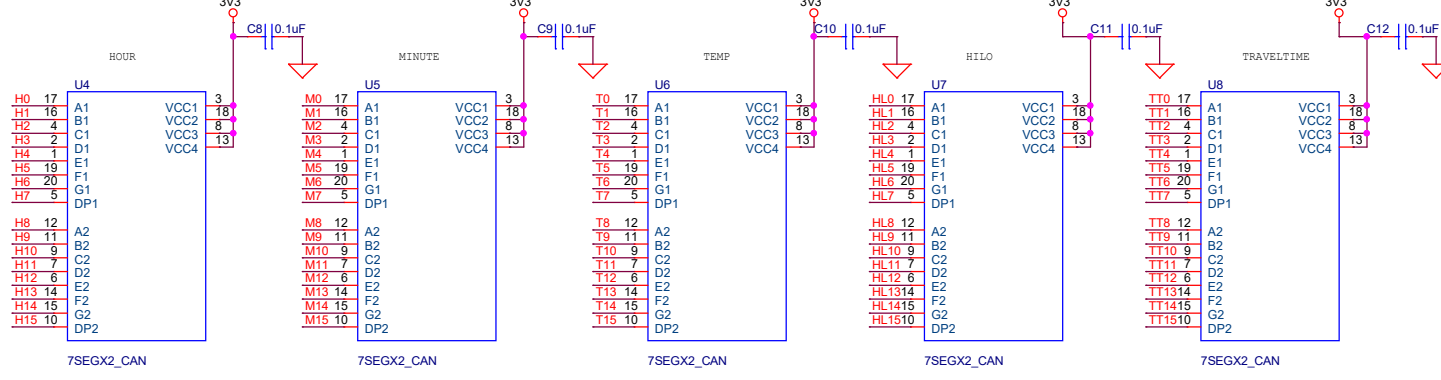 3V3 3V3 3V3 3V3 3V3
C8 0.1uF C9 0.1uF C10 0.1uF C11 0.1uF C12 0.1uF
HOUR MINUTE TEMP HILO TRAVELTIME
U4 U5 U6 U7 U8
H0 17 A1 VCC1 3 M0 17 A1 VCC1 3 T0 17 A1 VCC1 3 HL0 17 A1 VCC1 3 TT0 17 A1 VCC1 3
H1 16 B1 VCC2 18 M1 16 B1 VCC2 18 T1 16 B1 VCC2 18 HL1 16 B1 VCC2 18 TT1 16 B1 VCC2 18
H2 4 C1 VCC3 8 M2 4 C1 VCC3 8 T2 4 C1 VCC3 8 HL2 4 C1 VCC3 8 TT2 4 C1 VCC3 8
H3 2 D1 VCC4 13 M3 2 D1 VCC4 13 T3 2 D1 VCC4 13 HL3 2 D1 VCC4 13 TT3 2 D1 VCC4 13
H4 1 E1 M4 1 E1 T4 1 E1 HL4 1 E1 TT4 1 E1
H5 19 F1 M5 19 F1 T5 19 F1 HL5 19 F1 TT5 19 F1
H6 20 G1 M6 20 G1 T6 20 G1 HL6 20 G1 TT6 20 G1
H7 5 DP1 M7 5 DP1 T7 5 DP1 HL7 5 DP1 TT7 5 DP1
H8 12 A2 M8 12 A2 T8 12 A2 HL8 12 A2 TT8 12 A2
H9 11 B2 M9 11 B2 T9 11 B2 HL9 11 B2 TT9 11 B2
H10 9 C2 M10 9 C2 T10 9 C2 HL10 9 C2 TT10 9 C2
H11 7 D2 M11 7 D2 T11 7 D2 HL11 7 D2 TT11 7 D2
H12 6 E2 M12 6 E2 T12 6 E2 HL12 6 E2 TT12 6 E2
H13 14 F2 M13 14 F2 T13 14 F2 HL13 14 F2 TT13 14 F2
H14 15 G2 M14 15 G2 T14 15 G2 HL14 15 G2 TT14 15 G2
H15 10 DP2 M15 10 DP2 T15 10 DP2 HL15 10 DP2 TT15 10 DP2
7SEGX2_CAN 7SEGX2_CAN 7SEGX2_CAN 7SEGX2_CAN 7SEGX2_CAN